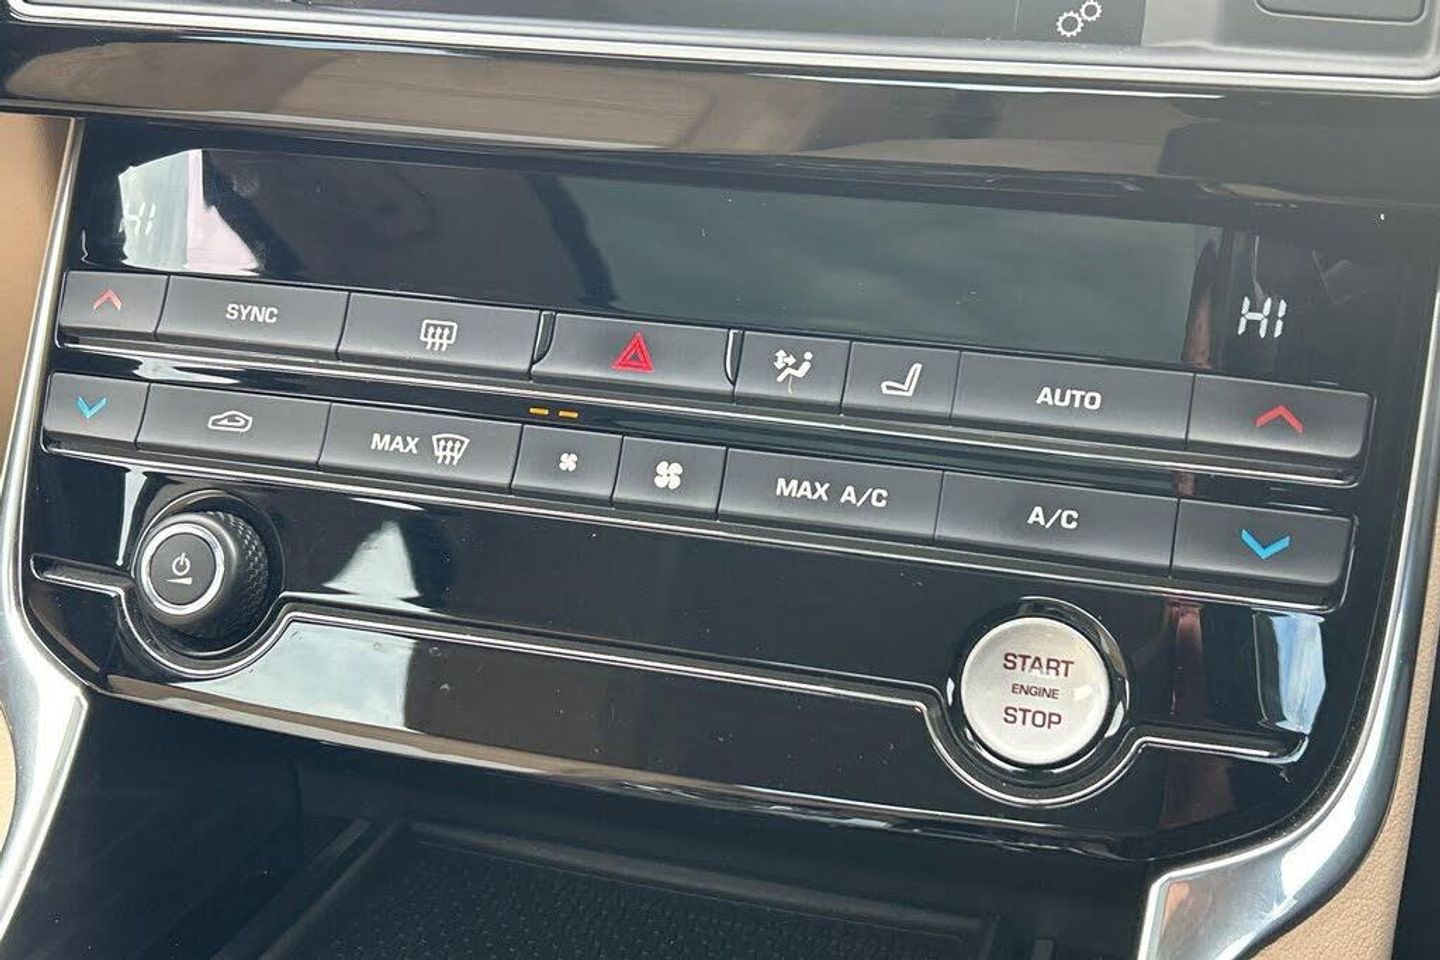 HI
HI
SYNC
AUTO
MAX
MAX A/C
A/C
START
ENGINE
STOP